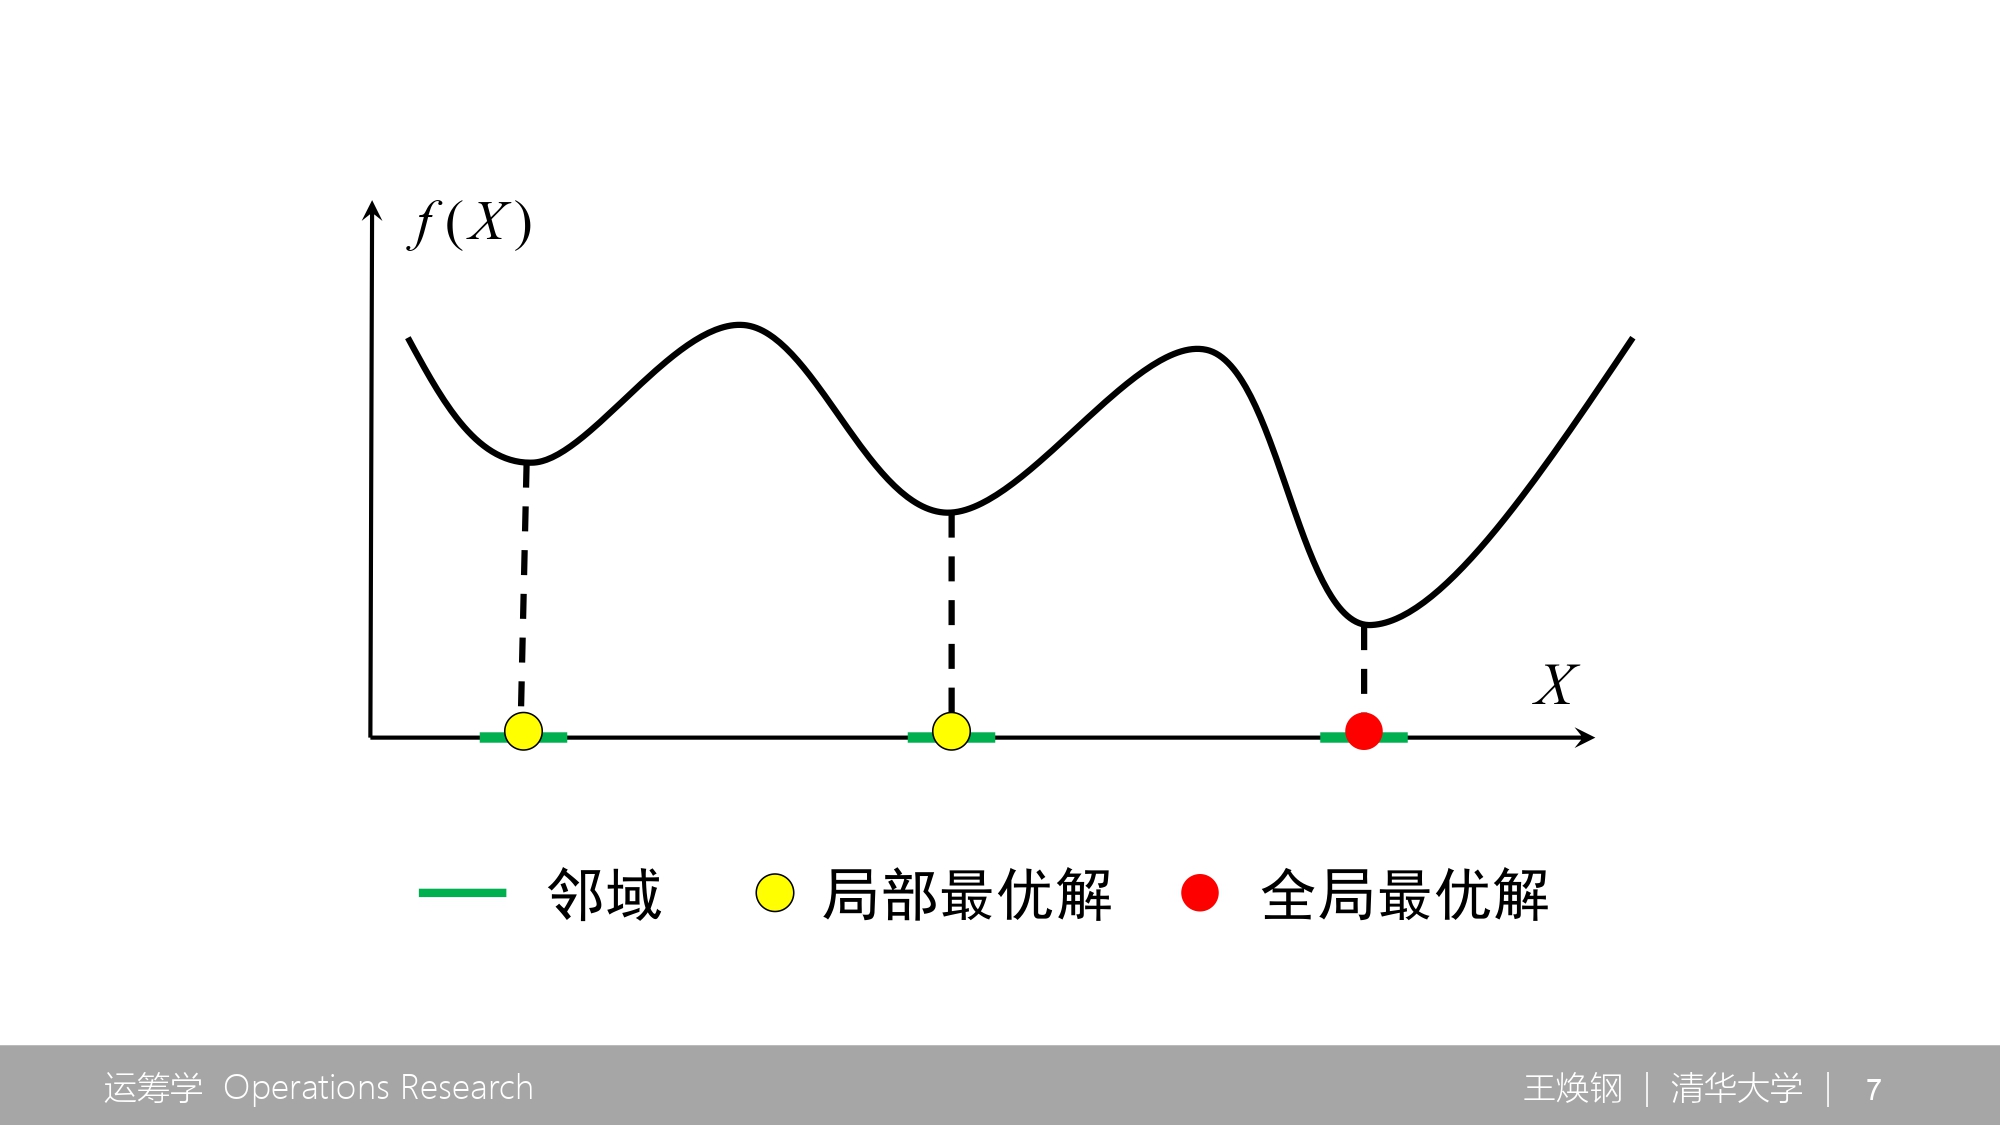 f(X)
X
邻域 局部最优解 全局最优解
运筹学 Operations Research 王焕钢 | 清华大学 | 7